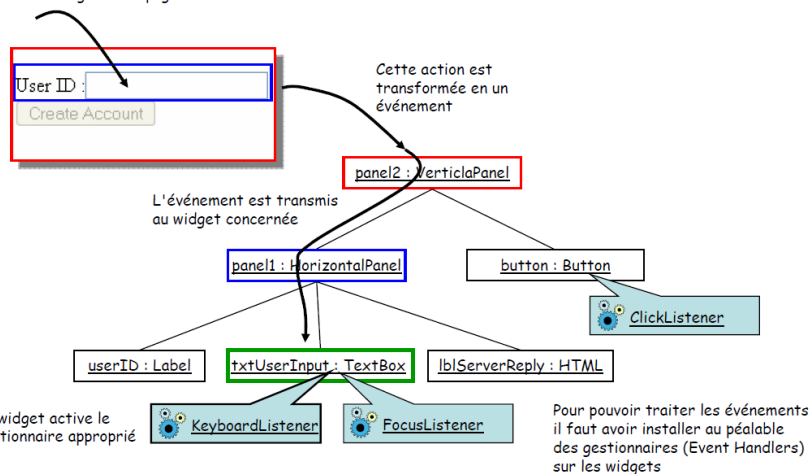 User ID :
Create Account
Cette action est
transformée en un
événement
panel2 : VerticlaPanel
L'événement est transmis
au widget concernée
panel1 : HorizontalPanel
button : Button
ClickListener
userID : Label
txtUserInput : TextBox
lblServerReply : HTML
widget active le
tionnaire approprié
KeyboardListener
FocusListener
Pour pouvoir traiter les événements
il faut avoir installer au péalable
des gestionnaires (Event Handlers)
sur les widgets